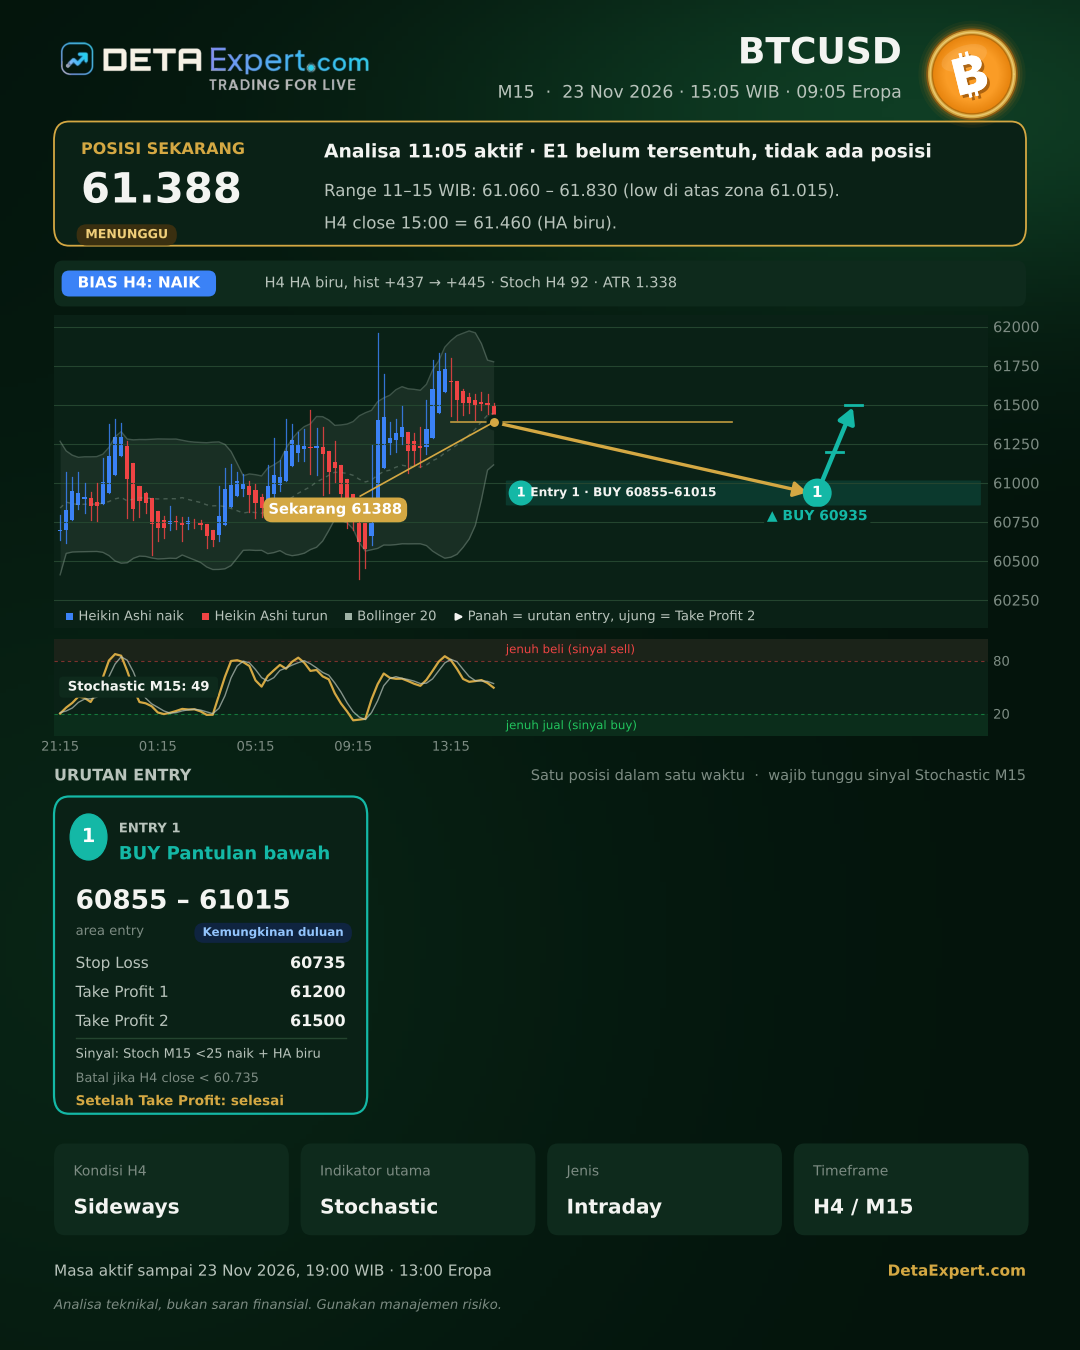 DETA Expert.com
TRADING FOR LIVE
BTCUSD
M15 · 23 Nov 2026 · 15:05 WIB · 09:05 Eropa
POSISI SEKARANG
61.388
MENUNGGU
Analisa 11:05 aktif · E1 belum tersentuh, tidak ada posisi
Range 11–15 WIB: 61.060 – 61.830 (low di atas zona 61.015).
H4 close 15:00 = 61.460 (HA biru).
BIAS H4: NAIK
H4 HA biru, hist +437 → +445 · Stoch H4 92 · ATR 1.338
62000
61750
61500
61250
61000
60750
60500
60250
Sekarang 61388
1 Entry 1 · BUY 60855–61015
1
▲ BUY 60935
Heikin Ashi naik
Heikin Ashi turun
Bollinger 20
Panah = urutan entry, ujung = Take Profit 2
jenuh beli (sinyal sell)
80
Stochastic M15: 49
20
jenuh jual (sinyal buy)
21:15 01:15 05:15 09:15 13:15
URUTAN ENTRY
Satu posisi dalam satu waktu · wajib tunggu sinyal Stochastic M15
1
ENTRY 1
BUY Pantulan bawah
60855 – 61015
area entry
Kemungkinan duluan
Stop Loss 60735
Take Profit 1 61200
Take Profit 2 61500
Sinyal: Stoch M15 <25 naik + HA biru
Batal jika H4 close < 60.735
Setelah Take Profit: selesai
Kondisi H4
Sideways
Indikator utama
Stochastic
Jenis
Intraday
Timeframe
H4 / M15
Masa aktif sampai 23 Nov 2026, 19:00 WIB · 13:00 Eropa
DetaExpert.com
Analisa teknikal, bukan saran finansial. Gunakan manajemen risiko.